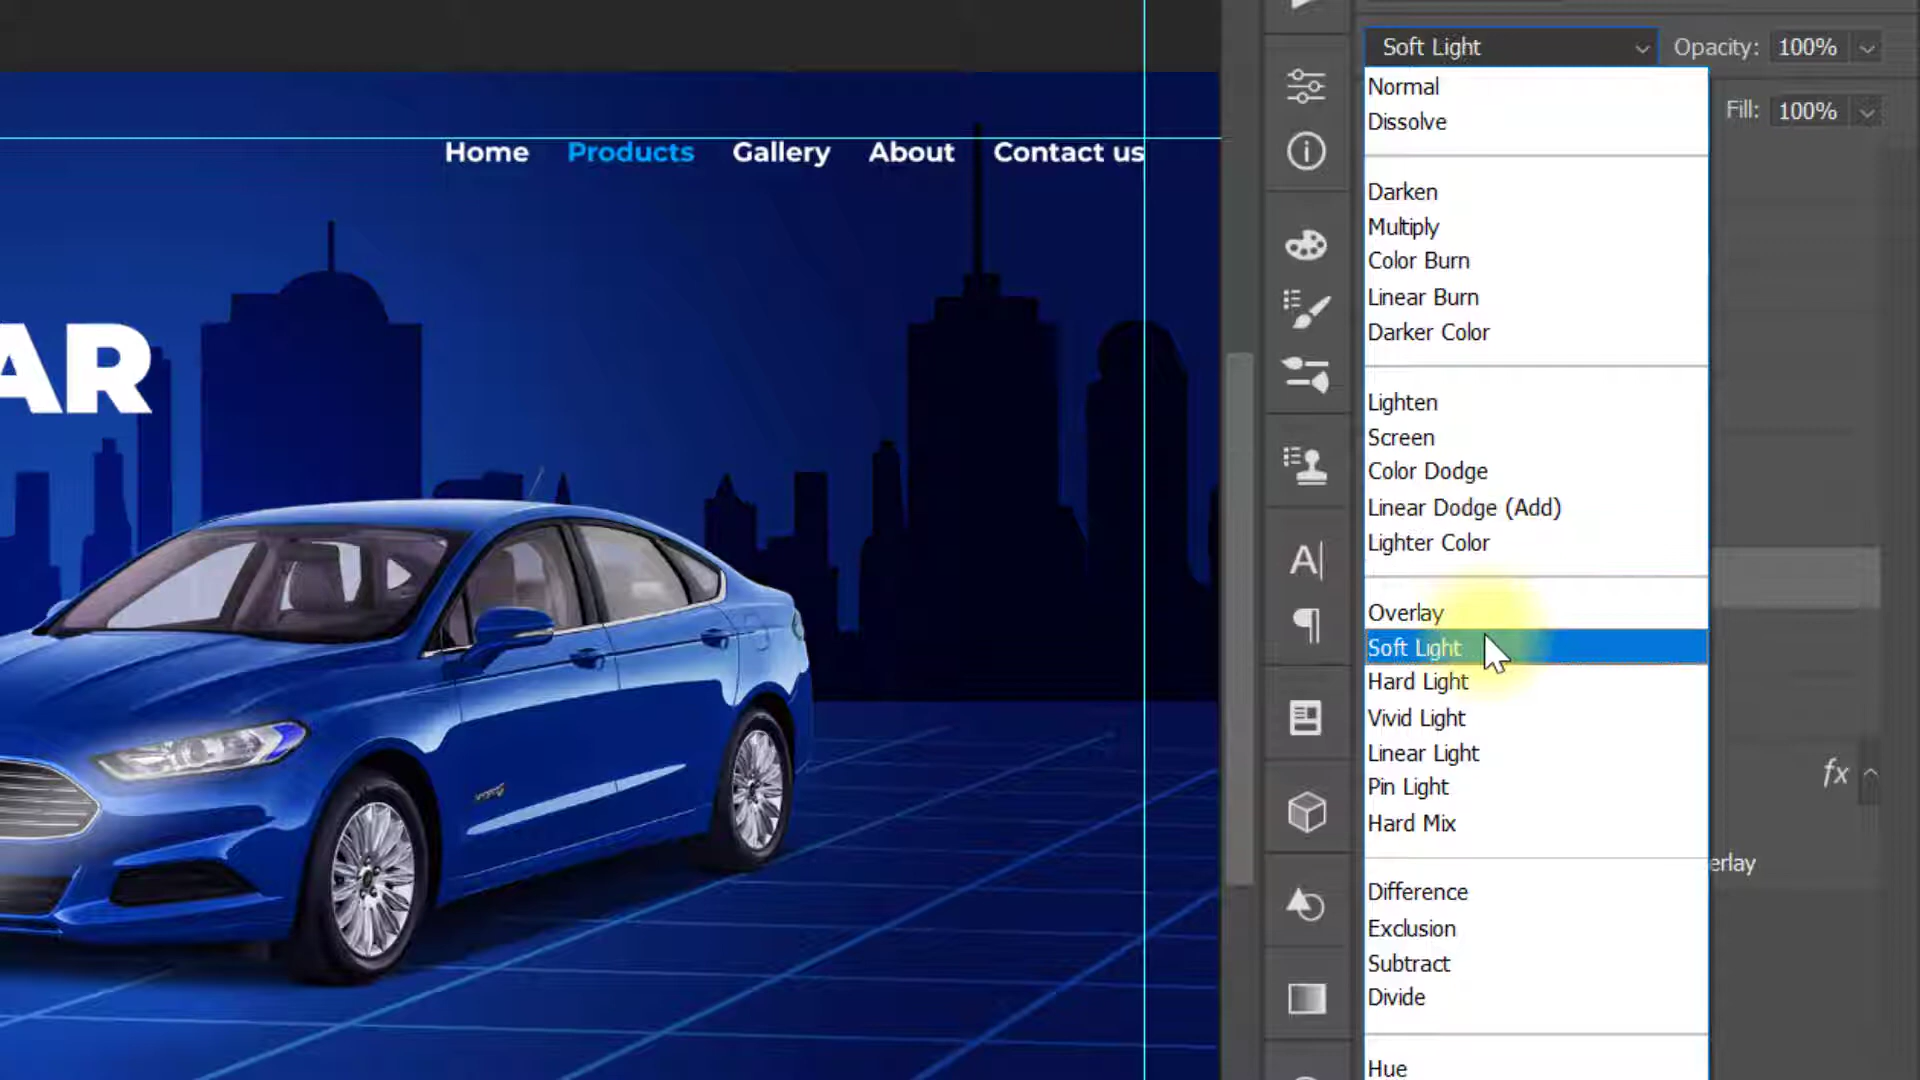 Soft Light
Opacity: 100%
Normal
Dissolve
Fill: 100%
Home Products Gallery About Contact us
Darken
Multiply
Color Burn
Linear Burn
Darker Color
AR
Lighten
Screen
Color Dodge
Linear Dodge (Add)
Lighter Color
A
Overlay
Soft Light
Hard Light
Vivid Light
Linear Light
Pin Light
Hard Mix
fx
erlay
Difference
Exclusion
Subtract
Divide
Hue